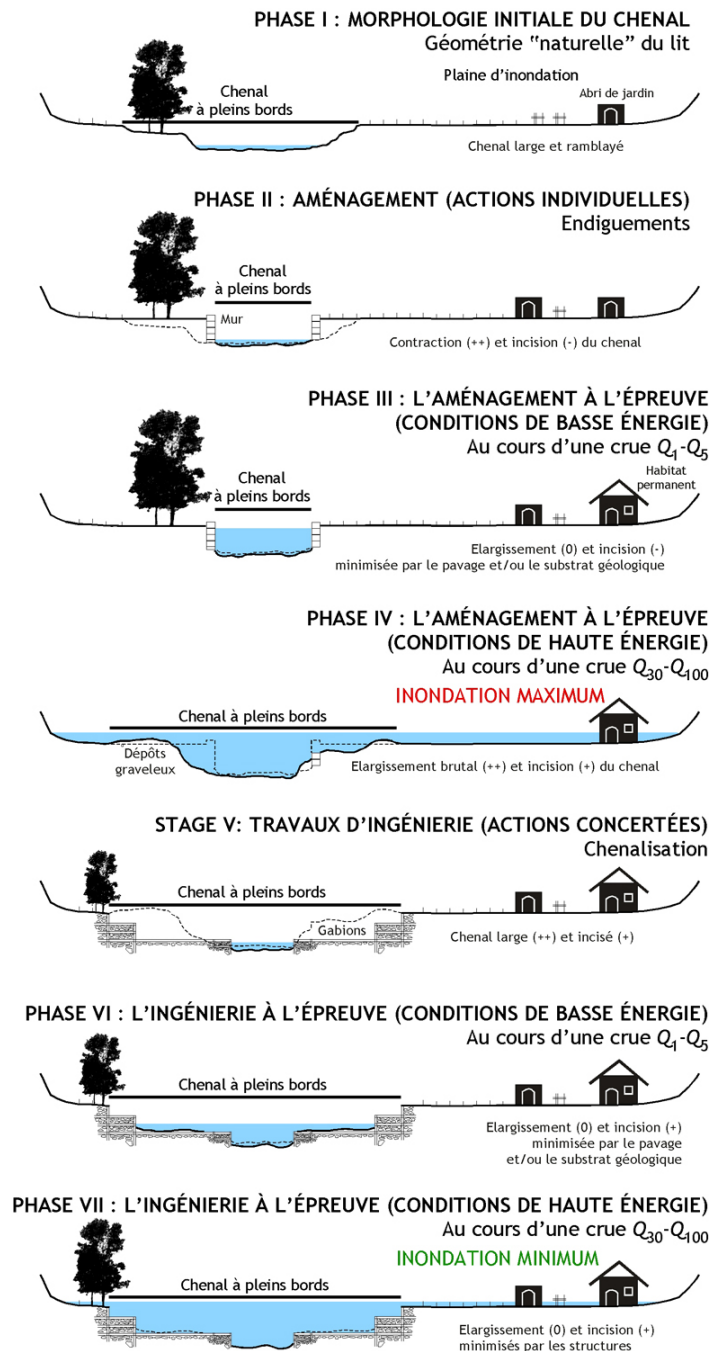 PHASE I : MORPHOLOGIE INITIALE DU CHENAL
Géométrie "naturelle" du lit
Plaine d'inondation
Chenal
à pleins bords
Abri de jardin
Chenal large et ramblayé
PHASE II : AMÉNAGEMENT (ACTIONS INDIVIDUELLES)
Endiguements
Chenal
à pleins bords
Mur
Contraction (++) et incision (-) du chenal
PHASE III : L'AMÉNAGEMENT À L'ÉPREUVE
(CONDITIONS DE BASSE ÉNERGIE)
Au cours d'une crue Q1-Q5
Chenal
à pleins bords
Habitat
permanent
Elargissement (0) et incision (-)
minimisée par le pavage et/ou le substrat géologique
PHASE IV : L'AMÉNAGEMENT À L'ÉPREUVE
(CONDITIONS DE HAUTE ÉNERGIE)
Au cours d'une crue Q30-Q100
INONDATION MAXIMUM
Chenal à pleins bords
Dépôts
graveleux
Elargissement brutal (++) et incision (+) du chenal
STAGE V: TRAVAUX D'INGÉNIERIE (ACTIONS CONCERTÉES)
Chenalisation
Chenal à pleins bords
Gabions
Chenal large (++) et incisé (+)
PHASE VI : L'INGÉNIERIE À L'ÉPREUVE (CONDITIONS DE BASSE ÉNERGIE)
Au cours d'une crue Q1-Q5
Chenal à pleins bords
Elargissement (0) et incision (+)
minimisée par le pavage
et/ou le substrat géologique
PHASE VII : L'INGÉNIERIE À L'ÉPREUVE (CONDITIONS DE HAUTE ÉNERGIE)
Au cours d'une crue Q30-Q100
INONDATION MINIMUM
Chenal à pleins bords
Elargissement (0) et incision (+)
minimisés par les structures